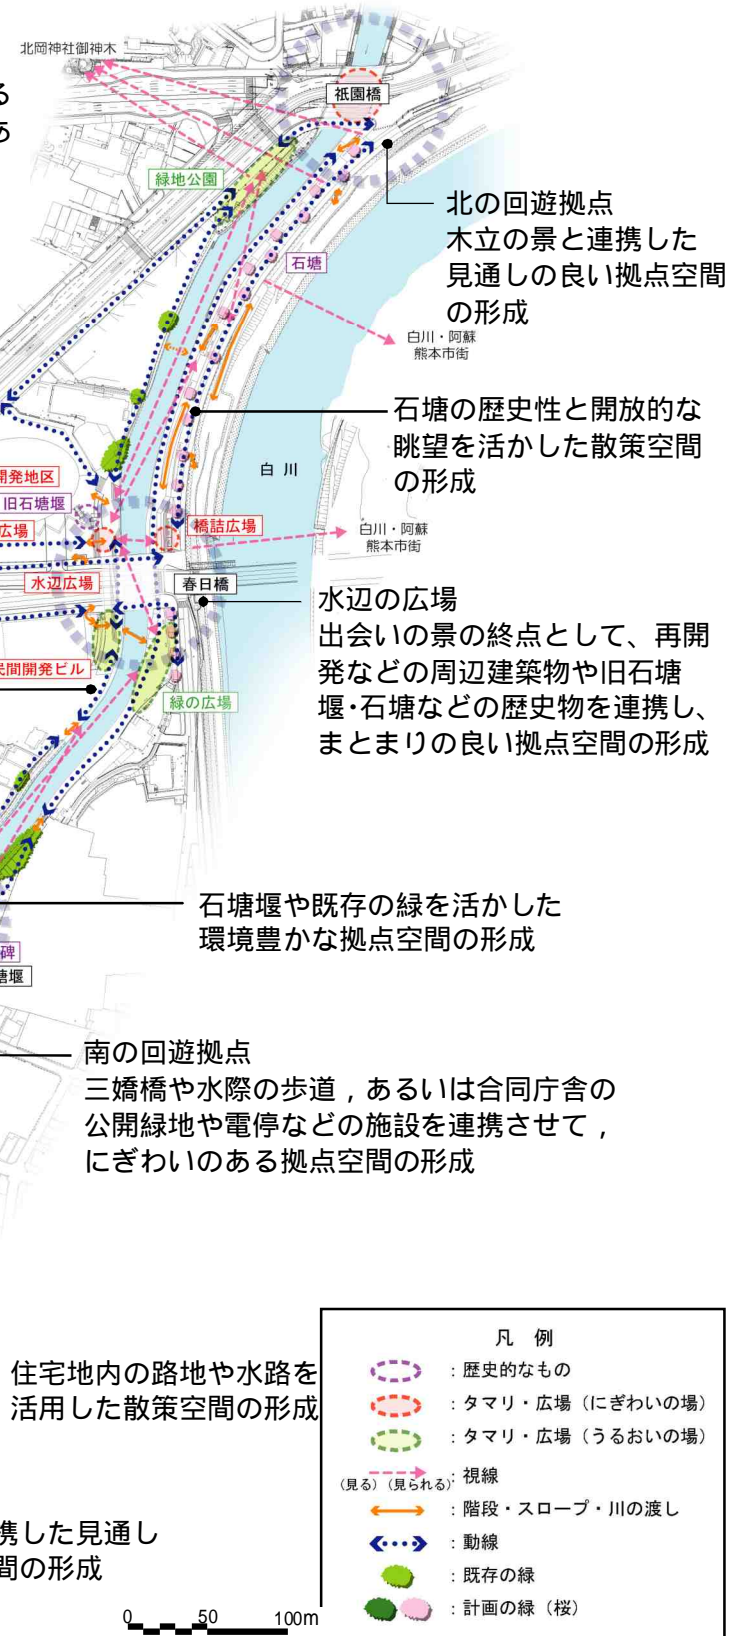 北岡神社御神木
る
あ
祇園橋
緑地公園
北の回遊拠点
木立の景と連携した
見通しの良い拠点空間
の形成
石塘
白川・阿蘇
熊本市街
石塘の歴史性と開放的な
眺望を活かした散策空間
の形成
白川
開発地区
旧石塘堰
広場
橋詰広場
白川・阿蘇
熊本市街
水辺広場
春日橋
水辺の広場
出会いの景の終点として、再開
発などの周辺建築物や旧石塘
堰・石塘などの歴史物を連携し、
まとまりの良い拠点空間の形成
民間開発ビル
緑の広場
石塘堰や既存の緑を活かした
環境豊かな拠点空間の形成
碑
塘堰
南の回遊拠点
三嬌橋や水際の歩道，あるいは合同庁舎の
公開緑地や電停などの施設を連携させて，
にぎわいのある拠点空間の形成
住宅地内の路地や水路を
活用した散策空間の形成
携した見通し
間の形成
0 50 100m
凡 例
：歴史的なもの
：タマリ・広場（にぎわいの場）
：タマリ・広場（うるおいの場）
（見る）（見られる）：視線
：階段・スロープ・川の渡し
：動線
：既存の緑
：計画の緑（桜）